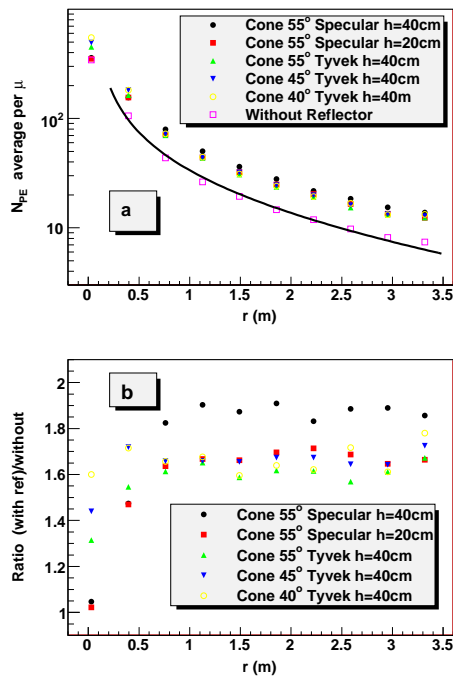 Cone 55° Specular h=40cm
Cone 55° Specular h=20cm
Cone 55° Tyvek h=40cm
Cone 45° Tyvek h=40cm
Cone 40° Tyvek h=40m
Without Reflector
N_PE average per μ
10²
10
a
0 0.5 1 1.5 2 2.5 3 3.5
r (m)
b
Ratio (with ref)/without
2
1.8
1.6
1.4
1.2
1
Cone 55° Specular h=40cm
Cone 55° Specular h=20cm
Cone 55° Tyvek h=40cm
Cone 45° Tyvek h=40cm
Cone 40° Tyvek h=40cm
0 0.5 1 1.5 2 2.5 3 3.5
r (m)